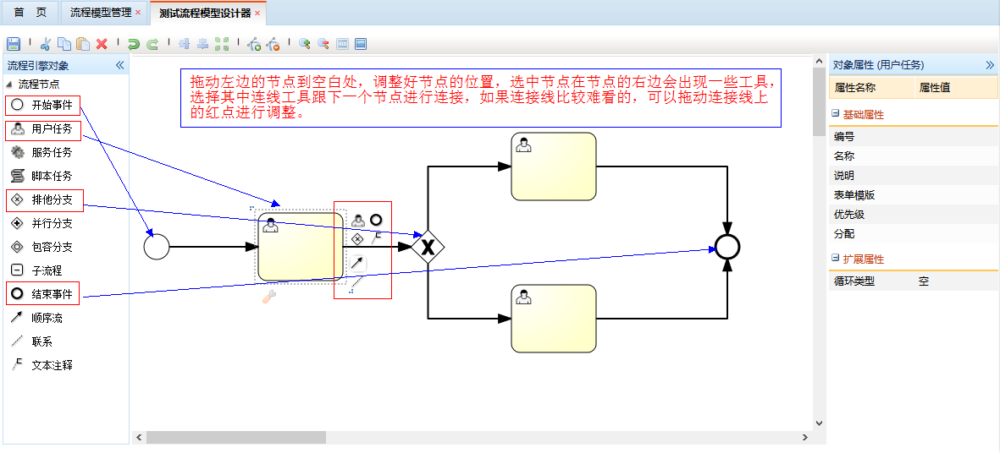 首 页
流程模型管理
测试流程模型设计器
流程引擎对象
流程节点
开始事件
用户任务
服务任务
脚本任务
排他分支
并行分支
包容分支
子流程
结束事件
顺序流
联系
文本注释
拖动左边的节点到空白处，调整好节点的位置，选中节点在节点的右边会出现一些工具，
选择其中连线工具跟下一个节点进行连接，如果连接线比较难看的，可以拖动连接线上
的红点进行调整。
对象属性 (用户任务)
属性名称 属性值
基础属性
编号
名称
说明
表单模版
优先级
分配
扩展属性
循环类型 空